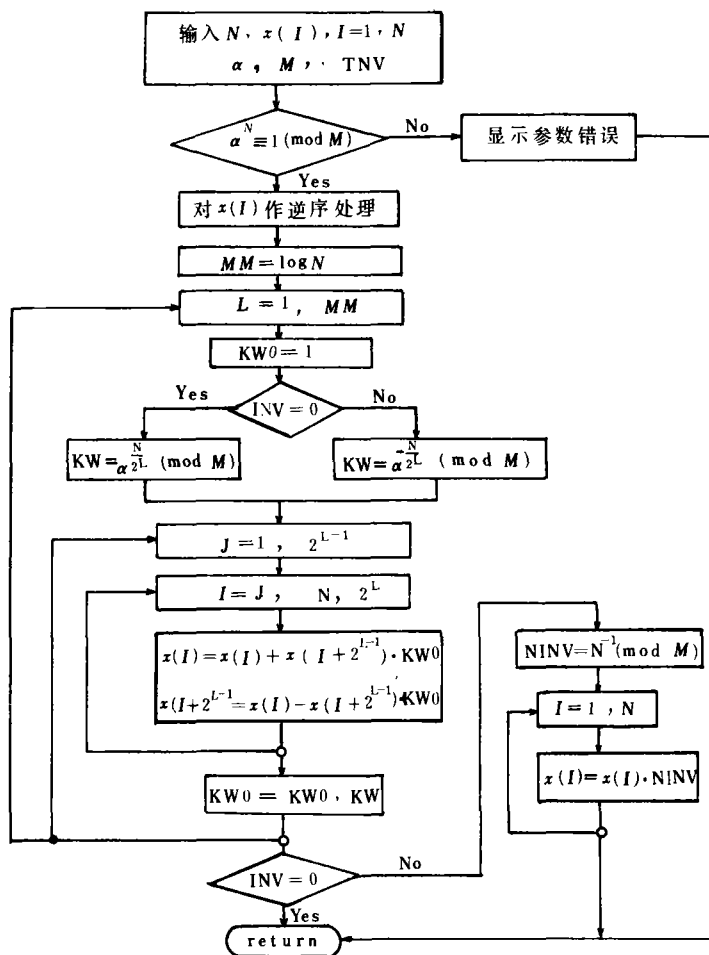 输入 N、x(I),I=1,N
α, M, TNV
α^N≡1(mod M)
No
显示参数错误
Yes
对x(I)作逆序处理
MM=logN
L=1, MM
KW0=1
Yes
INV=0
No
KW=α^{N/2^L} (mod M)
KW=α^{-N/2^L} (mod M)
J=1, 2^{L-1}
I=J, N, 2^L
x(I)=x(I)+x(I+2^{L-1})·KW0
x(I+2^{L-1}=x(I)-x(I+2^{L-1})·KW0
KW0=KW0·KW
INV=0
No
Yes
return
NINV=N^{-1}(mod M)
I=1,N
x(I)=x(I)·NINV